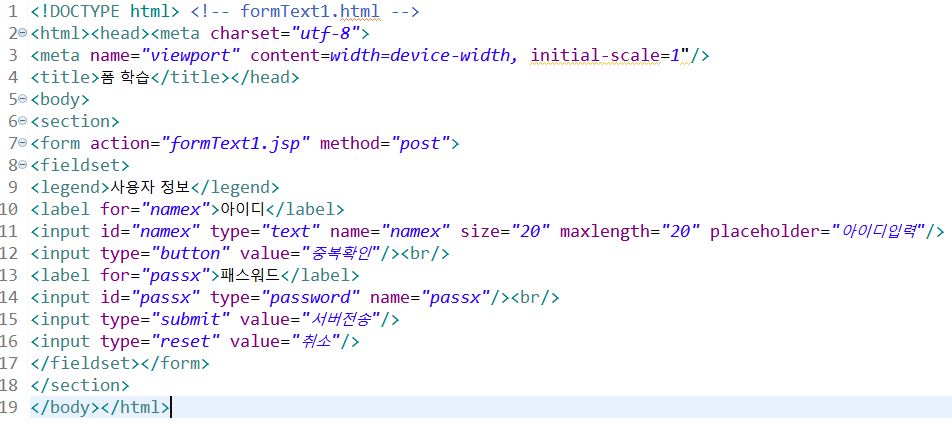 1 <!DOCTYPE html> <!-- formText1.html -->
2 <html><head><meta charset="utf-8">
3 <meta name="viewport" content=width=device-width, initial-scale=1"/>
4 <title>폼 학습</title></head>
5 <body>
6 <section>
7 <form action="formText1.jsp" method="post">
8 <fieldset>
9 <legend>사용자 정보</legend>
10 <label for="namex">아이디</label>
11 <input id="namex" type="text" name="namex" size="20" maxlength="20" placeholder="아이디입력"/>
12 <input type="button" value="중복확인"/><br/>
13 <label for="passx">패스워드</label>
14 <input id="passx" type="password" name="passx"/><br/>
15 <input type="submit" value="서버전송"/>
16 <input type="reset" value="취소"/>
17 </fieldset></form>
18 </section>
19 </body></html>